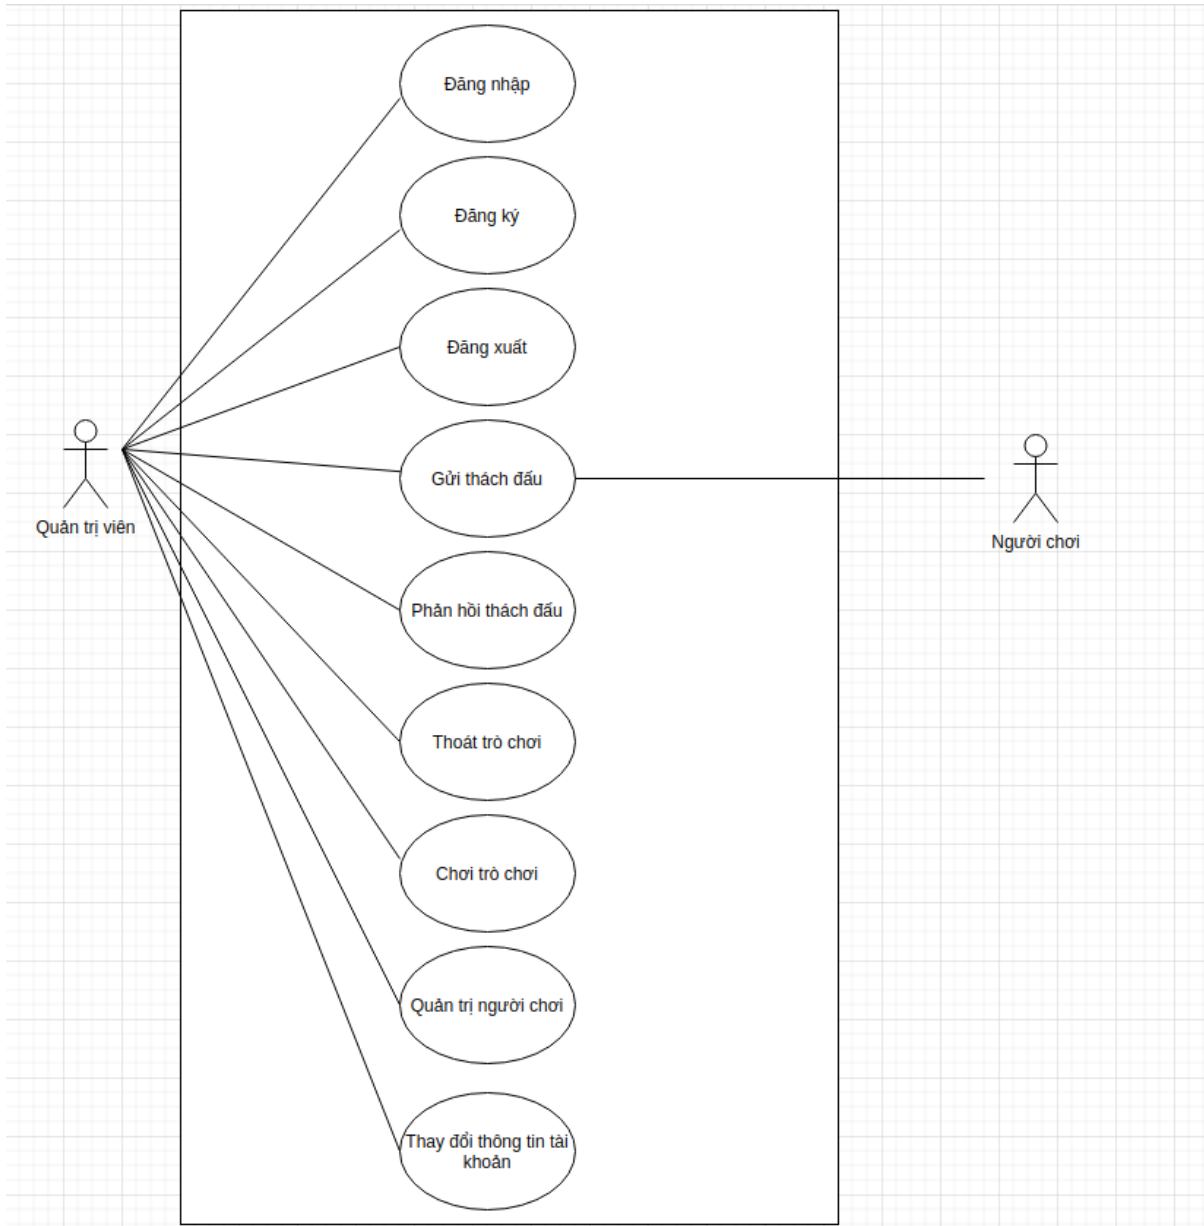 Đăng nhập
Đăng ký
Đăng xuất
Gửi thách đấu
Quản trị viên
Người chơi
Phản hồi thách đấu
Thoát trò chơi
Chơi trò chơi
Quản trị người chơi
Thay đổi thông tin tài
khoản